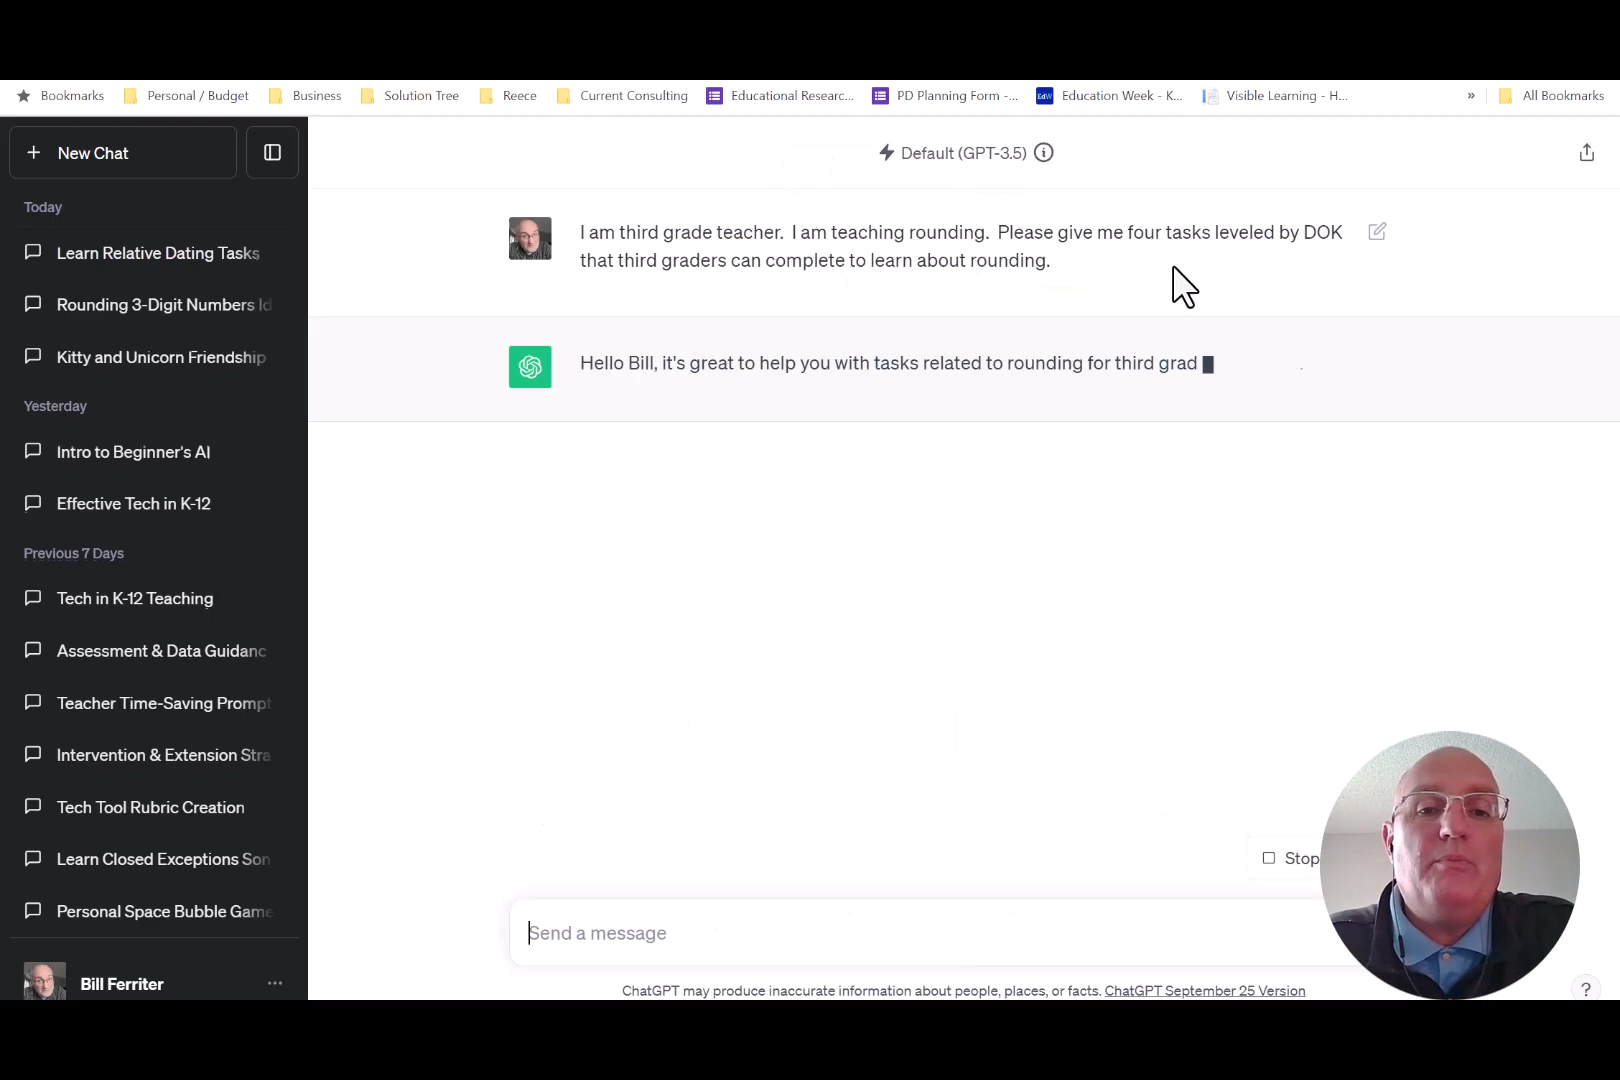 Bookmarks
Personal / Budget
Business
Solution Tree
Reece
Current Consulting
Educational Researc...
PD Planning Form -...
EdW
Education Week - K...
Visible Learning - H...
»
All Bookmarks
+ New Chat
Default (GPT-3.5)
Today
Learn Relative Dating Tasks
Rounding 3-Digit Numbers Id
Kitty and Unicorn Friendship
Yesterday
Intro to Beginner's AI
Effective Tech in K-12
Previous 7 Days
Tech in K-12 Teaching
Assessment & Data Guidanc
Teacher Time-Saving Prompt
Intervention & Extension Stra
Tech Tool Rubric Creation
Learn Closed Exceptions Son
Personal Space Bubble Game
Bill Ferriter
...
I am third grade teacher.  I am teaching rounding.  Please give me four tasks leveled by DOK
that third graders can complete to learn about rounding.
Hello Bill, it's great to help you with tasks related to rounding for third grad
Stop
Send a message
ChatGPT may produce inaccurate information about people, places, or facts. ChatGPT September 25 Version
?